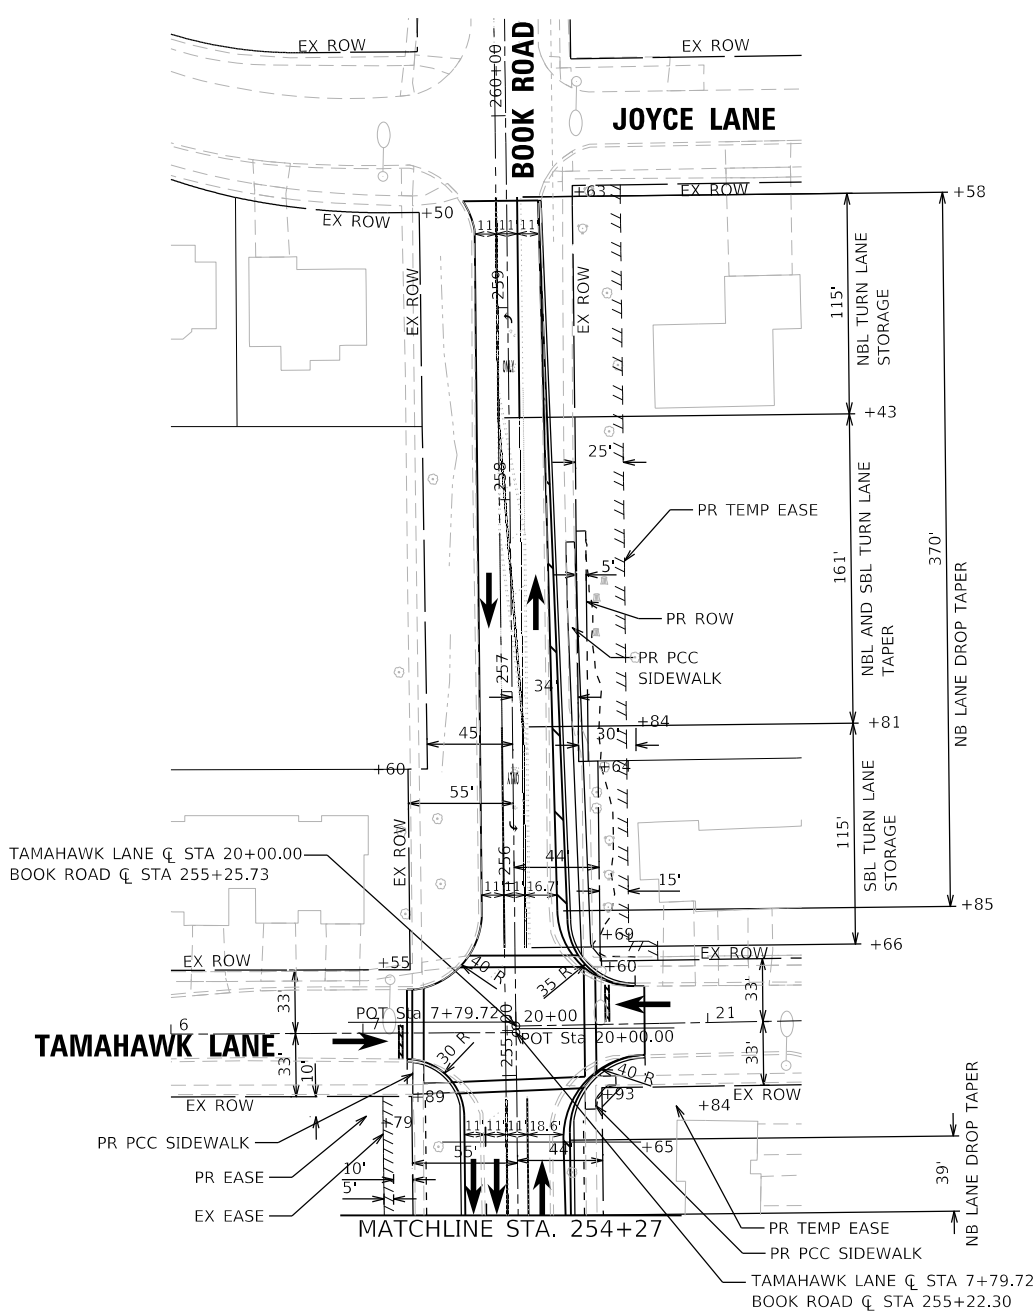 EX ROW
EX ROW
260+00
BOOK ROAD
JOYCE LANE
+63
EX ROW
+58
+50
EX ROW
11'
11'
11'
EX ROW
259
EX ROW
115'
NBL TURN LANE
STORAGE
ONLY
+43
25'
258
PR TEMP EASE
161'
NBL AND SBL TURN LANE
TAPER
370'
NB LANE DROP TAPER
5'
PR ROW
PR PCC
SIDEWALK
257
34'
+84
+81
45'
30'
+60
+64
ONLY
55'
115'
SBL TURN LANE
STORAGE
TAMAHAWK LANE ℄ STA 20+00.00
BOOK ROAD ℄ STA 255+25.73
EX ROW
256
44'
11'
11'
16.7'
15'
+85
+69
77
+66
EX ROW
+55
40 R
35 R
+60
EX ROW
33'
33'
POT Sta 7+79.72
20+00
21
6
7
255+00
POT Sta 20+00.00
TAMAHAWK LANE
33'
10'
30 R
40 R
33'
EX ROW
+89
+93
EX ROW
+84
+79
11'
11'
11'
18.6'
+65
PR PCC SIDEWALK
55'
44'
39'
NB LANE DROP TAPER
PR EASE
10'
5'
EX EASE
MATCHLINE STA. 254+27
PR TEMP EASE
PR PCC SIDEWALK
TAMAHAWK LANE ℄ STA 7+79.72
BOOK ROAD ℄ STA 255+22.30